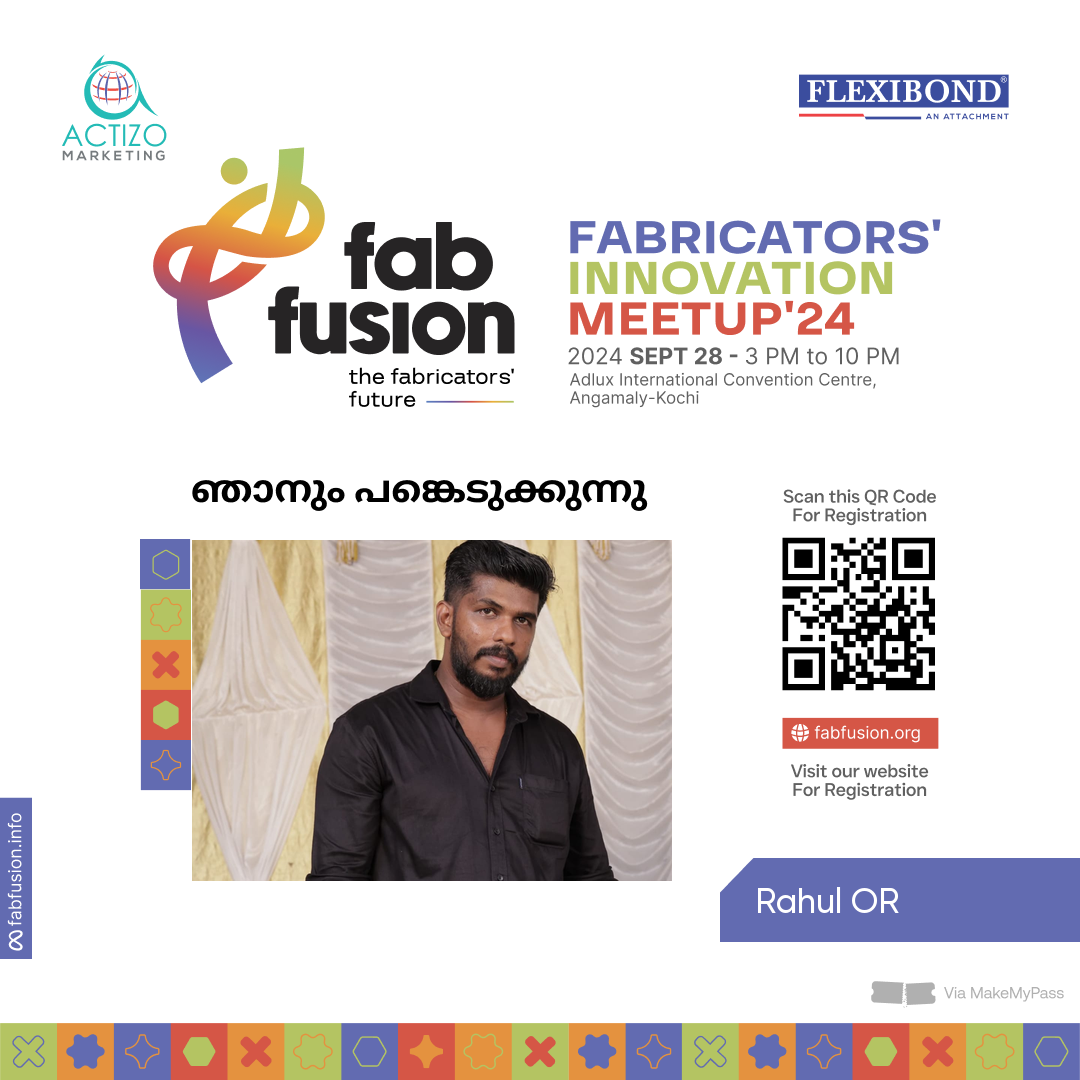 ACTIZO
MARKETING
FLEXIBOND®
AN ATTACHMENT
fab
fusion
the fabricators'
future
FABRICATORS'
INNOVATION
MEETUP'24
2024 SEPT 28 - 3 PM to 10 PM
Adlux International Convention Centre,
Angamaly-Kochi
ഞാനും പങ്കെടുക്കുന്നു
Scan this QR Code
For Registration
fabfusion.org
Visit our website
For Registration
fabfusion.info
Rahul OR
Via MakeMyPass